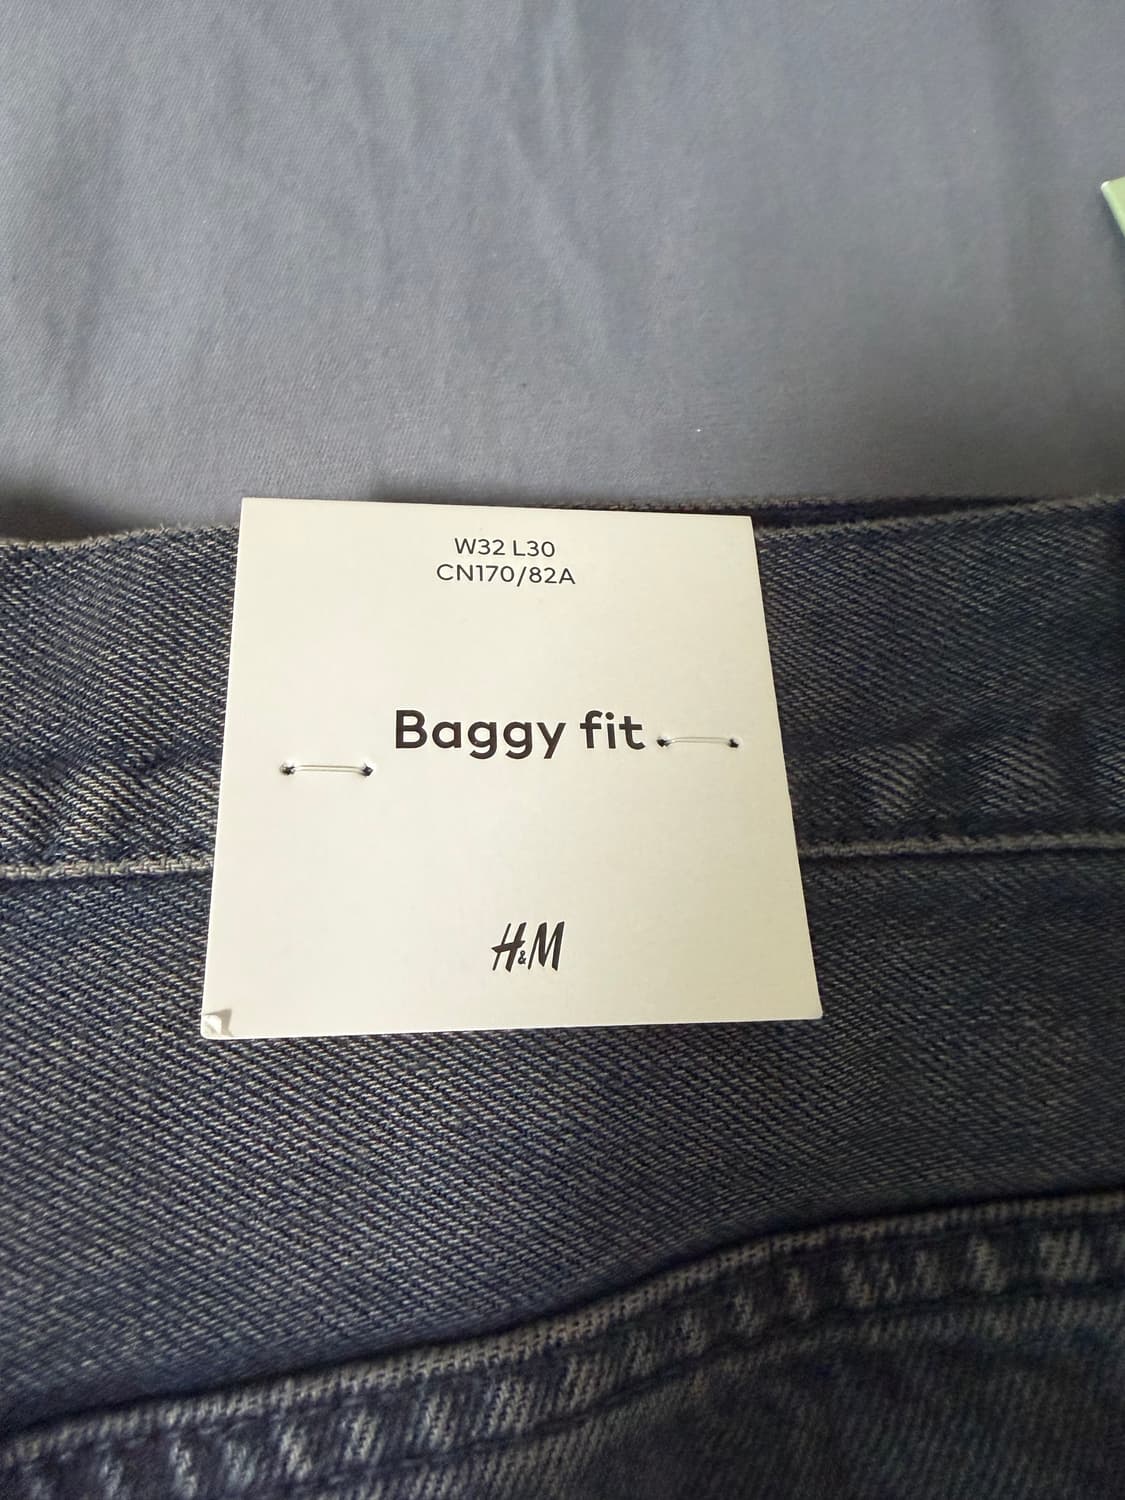 W32 L30
CN170/82A
Baggy fit
H&M